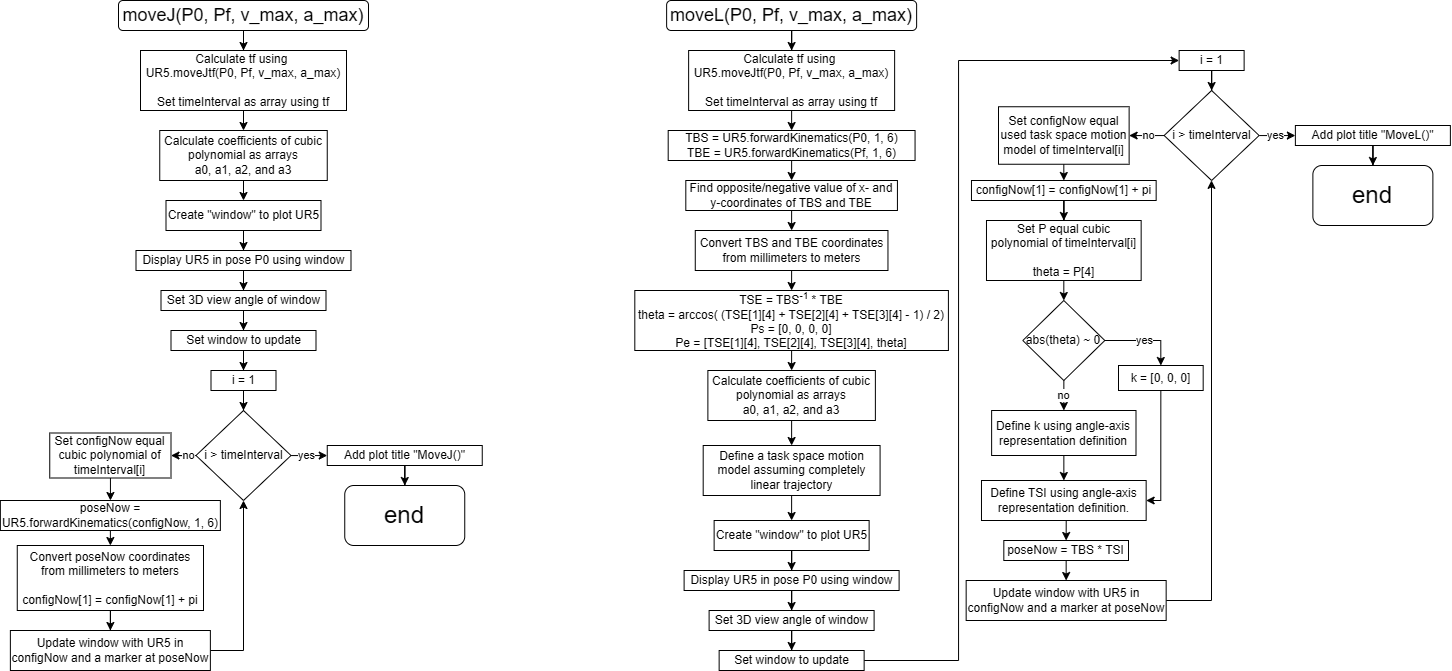 moveJ(P0, Pf, v_max, a_max)
Calculate tf using
UR5.moveJtf(P0, Pf, v_max, a_max)
Set timeInterval as array using tf
Calculate coefficients of cubic
polynomial as arrays
a0, a1, a2, and a3
Create "window" to plot UR5
Display UR5 in pose P0 using window
Set 3D view angle of window
Set window to update
i = 1
i > timeInterval
no
yes
Add plot title "MoveJ()"
end
Set configNow equal
cubic polynomial of
timeInterval[i]
poseNow =
UR5.forwardKinematics(configNow, 1, 6)
Convert poseNow coordinates
from millimeters to meters
configNow[1] = configNow[1] + pi
Update window with UR5 in
configNow and a marker at poseNow
moveL(P0, Pf, v_max, a_max)
Calculate tf using
UR5.moveJtf(P0, Pf, v_max, a_max)
Set timeInterval as array using tf
TBS = UR5.forwardKinematics(P0, 1, 6)
TBE = UR5.forwardKinematics(Pf, 1, 6)
Find opposite/negative value of x- and
y-coordinates of TBS and TBE
Convert TBS and TBE coordinates
from millimeters to meters
TSE = TBS⁻¹ * TBE
theta = arccos( (TSE[1][4] + TSE[2][4] + TSE[3][4] - 1) / 2)
Ps = [0, 0, 0, 0]
Pe = [TSE[1][4], TSE[2][4], TSE[3][4], theta]
Calculate coefficients of cubic
polynomial as arrays
a0, a1, a2, and a3
Define a task space motion
model assuming completely
linear trajectory
Create "window" to plot UR5
Display UR5 in pose P0 using window
Set 3D view angle of window
Set window to update
i = 1
i > timeInterval
no
yes
Add plot title "MoveL()"
end
Set configNow equal
used task space motion
model of timeInterval[i]
configNow[1] = configNow[1] + pi
Set P equal cubic
polynomial of timeInterval[i]
theta = P[4]
abs(theta) ~ 0
yes
k = [0, 0, 0]
no
Define k using angle-axis
representation definition
Define TSI using angle-axis
representation definition.
poseNow = TBS * TSI
Update window with UR5 in
configNow and a marker at poseNow